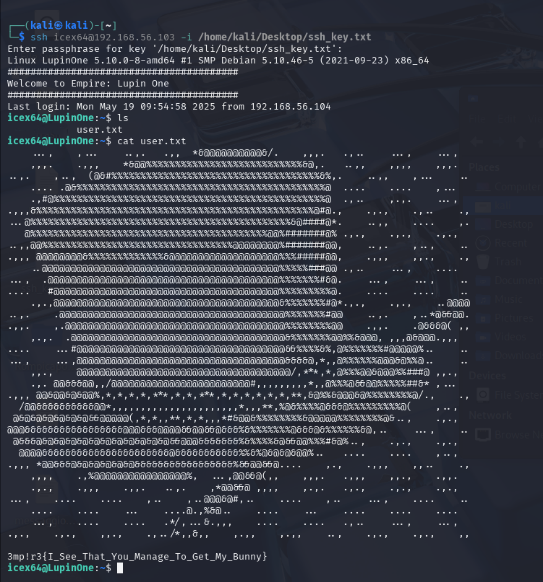 ┌──(kali㉿kali)-[~]
└─$ ssh icex64@192.168.56.103 -i /home/kali/Desktop/ssh_key.txt
Enter passphrase for key '/home/kali/Desktop/ssh_key.txt':
Linux LupinOne 5.10.0-8-amd64 #1 SMP Debian 5.10.46-5 (2021-09-23) x86_64
########################################
Welcome to Empire: Lupin One
########################################
Last login: Mon May 19 09:54:58 2025 from 192.168.56.104
icex64@LupinOne:~$ ls
user.txt
icex64@LupinOne:~$ cat user.txt
3mp!r3{I_See_That_You_Manage_To_Get_My_Bunny}
icex64@LupinOne:~$